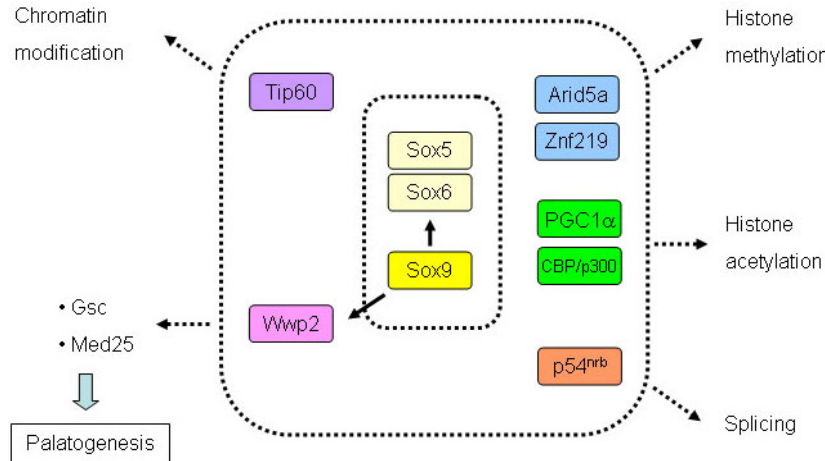 Chromatin
modification
Histone
methylation
Tip60
Arid5a
Znf219
Sox5
Sox6
PGC1α
CBP/p300
Histone
acetylation
Sox9
Wwp2
• Gsc
• Med25
p54nrb
Palatogenesis
Splicing